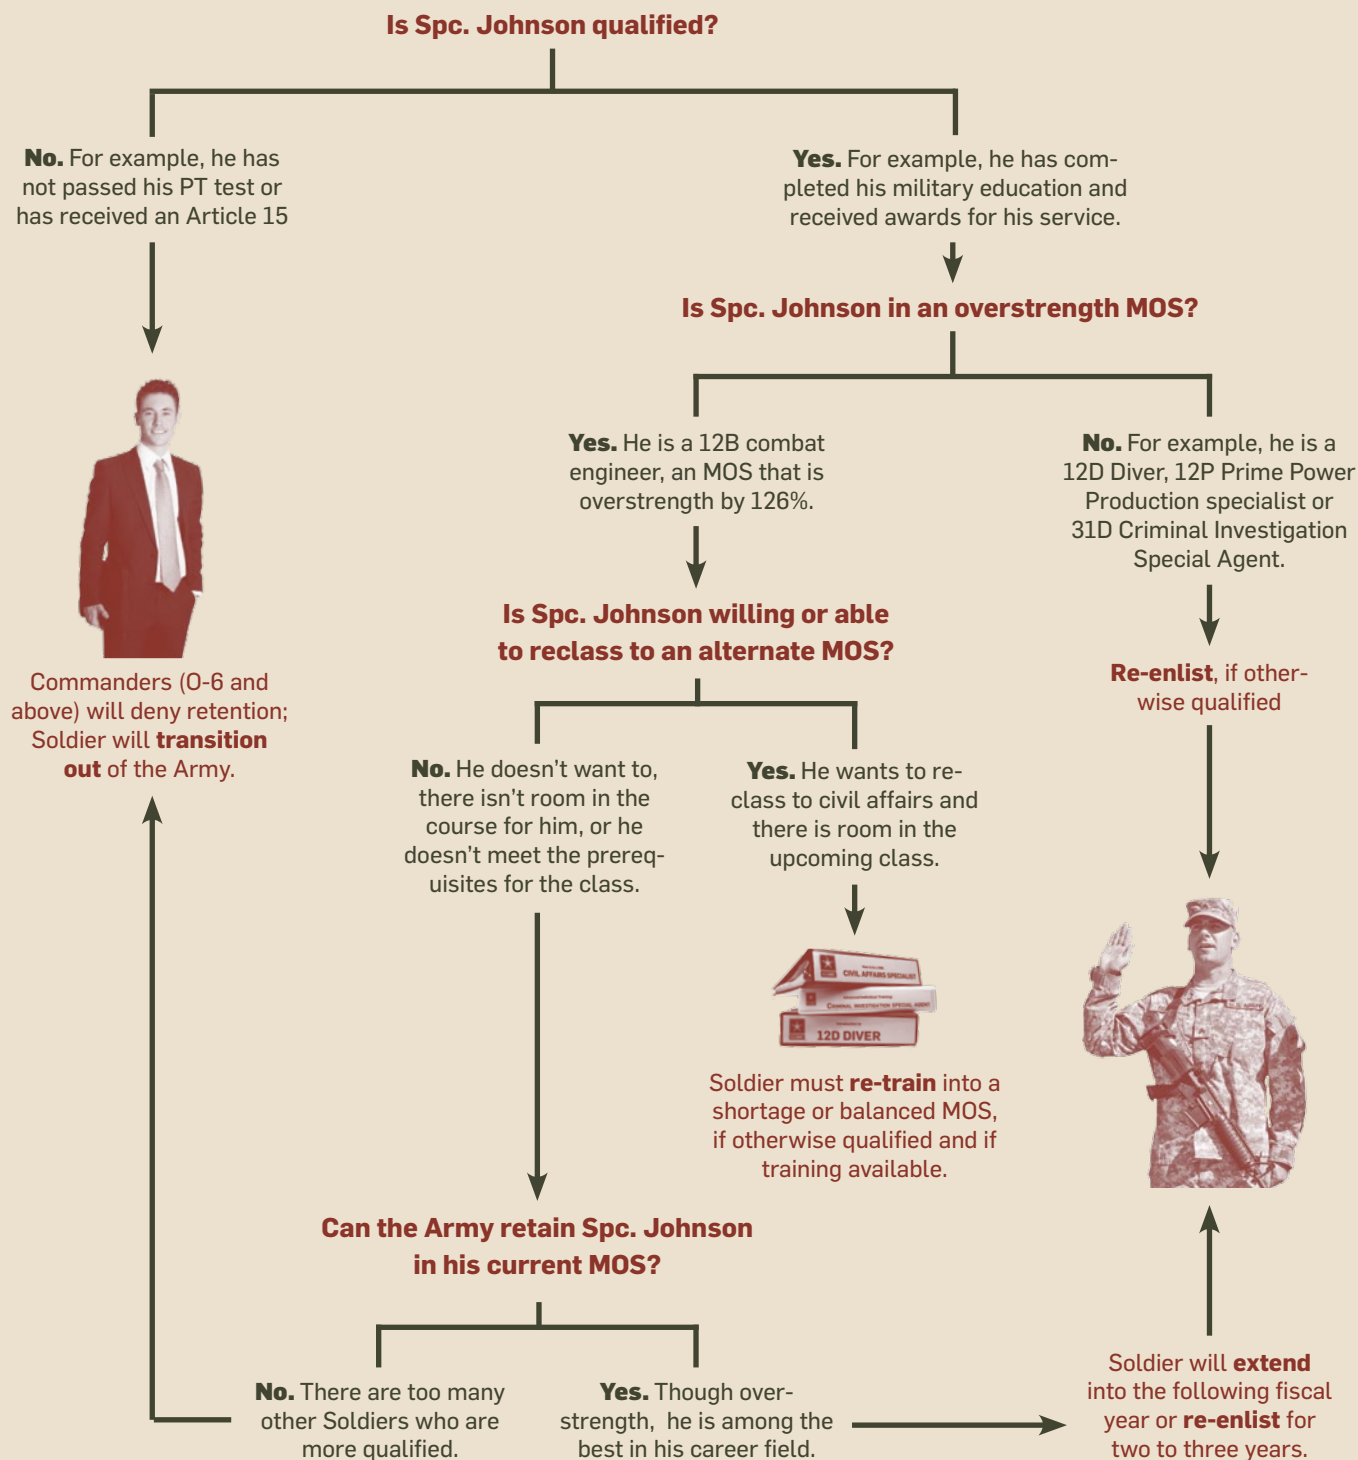 Is Spc. Johnson qualified?
No. For example, he has
not passed his PT test or
has received an Article 15
Yes. For example, he has com-
pleted his military education and
received awards for his service.
Is Spc. Johnson in an overstrength MOS?
Yes. He is a 12B combat
engineer, an MOS that is
overstrength by 126%.
No. For example, he is a
12D Diver, 12P Prime Power
Production specialist or
31D Criminal Investigation
Special Agent.
Is Spc. Johnson willing or able
to reclass to an alternate MOS?
Re-enlist, if other-
wise qualified
Commanders (O-6 and
above) will deny retention;
Soldier will transition
out of the Army.
No. He doesn't want to,
there isn't room in the
course for him, or he
doesn't meet the prereq-
uisites for the class.
Yes. He wants to re-
class to civil affairs and
there is room in the
upcoming class.
CIVIL AFFAIRS SPECIALIST
CRIMINAL INVESTIGATION SPECIAL AGENT
12D DIVER
Soldier must re-train into a
shortage or balanced MOS,
if otherwise qualified and if
training available.
Can the Army retain Spc. Johnson
in his current MOS?
No. There are too many
other Soldiers who are
more qualified.
Yes. Though over-
strength, he is among the
best in his career field.
Soldier will extend
into the following fiscal
year or re-enlist for
two to three years.